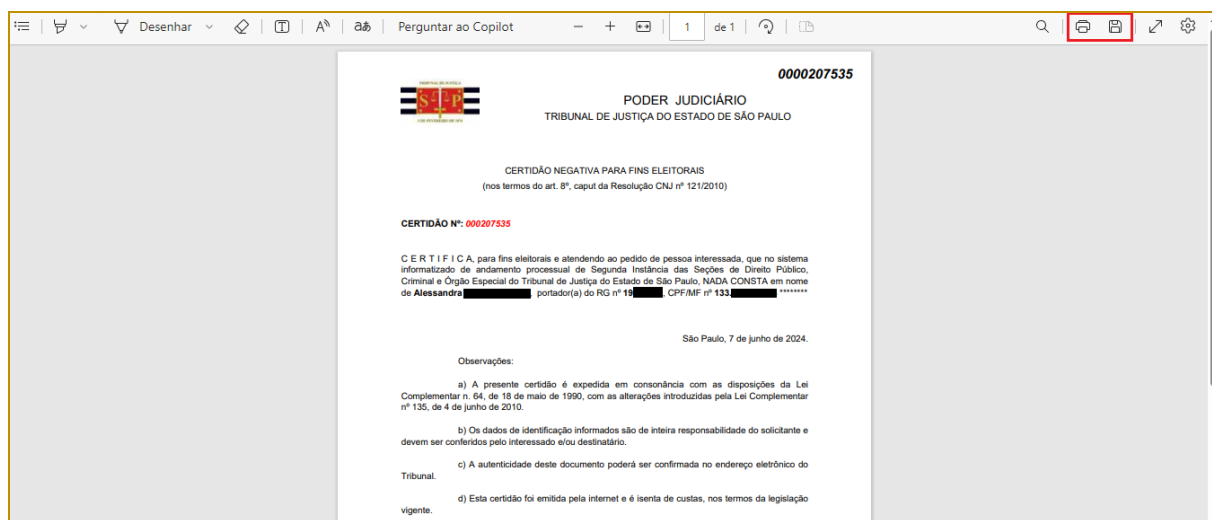 Desenhar
Perguntar ao Copilot
1 de 1
0000207535
TRIBUNAL DE JUSTIÇA
S P
3 DE FEVEREIRO DE 1874
PODER JUDICIÁRIO
TRIBUNAL DE JUSTIÇA DO ESTADO DE SÃO PAULO
CERTIDÃO NEGATIVA PARA FINS ELEITORAIS
(nos termos do art. 8º, caput da Resolução CNJ nº 121/2010)
CERTIDÃO Nº: 000207535
C E R T I F I C A, para fins eleitorais e atendendo ao pedido de pessoa interessada, que no sistema
informatizado de andamento processual de Segunda Instância das Seções de Direito Público,
Criminal e Órgão Especial do Tribunal de Justiça do Estado de São Paulo, NADA CONSTA em nome
de Alessandra , portador(a) do RG nº 19 , CPF/MF nº 133. ********
São Paulo, 7 de junho de 2024.
Observações:
a) A presente certidão é expedida em consonância com as disposições da Lei
Complementar n. 64, de 18 de maio de 1990, com as alterações introduzidas pela Lei Complementar
nº 135, de 4 de junho de 2010.
b) Os dados de identificação informados são de inteira responsabilidade do solicitante e
devem ser conferidos pelo interessado e/ou destinatário.
c) A autenticidade deste documento poderá ser confirmada no endereço eletrônico do
Tribunal.
d) Esta certidão foi emitida pela internet e é isenta de custas, nos termos da legislação
vigente.